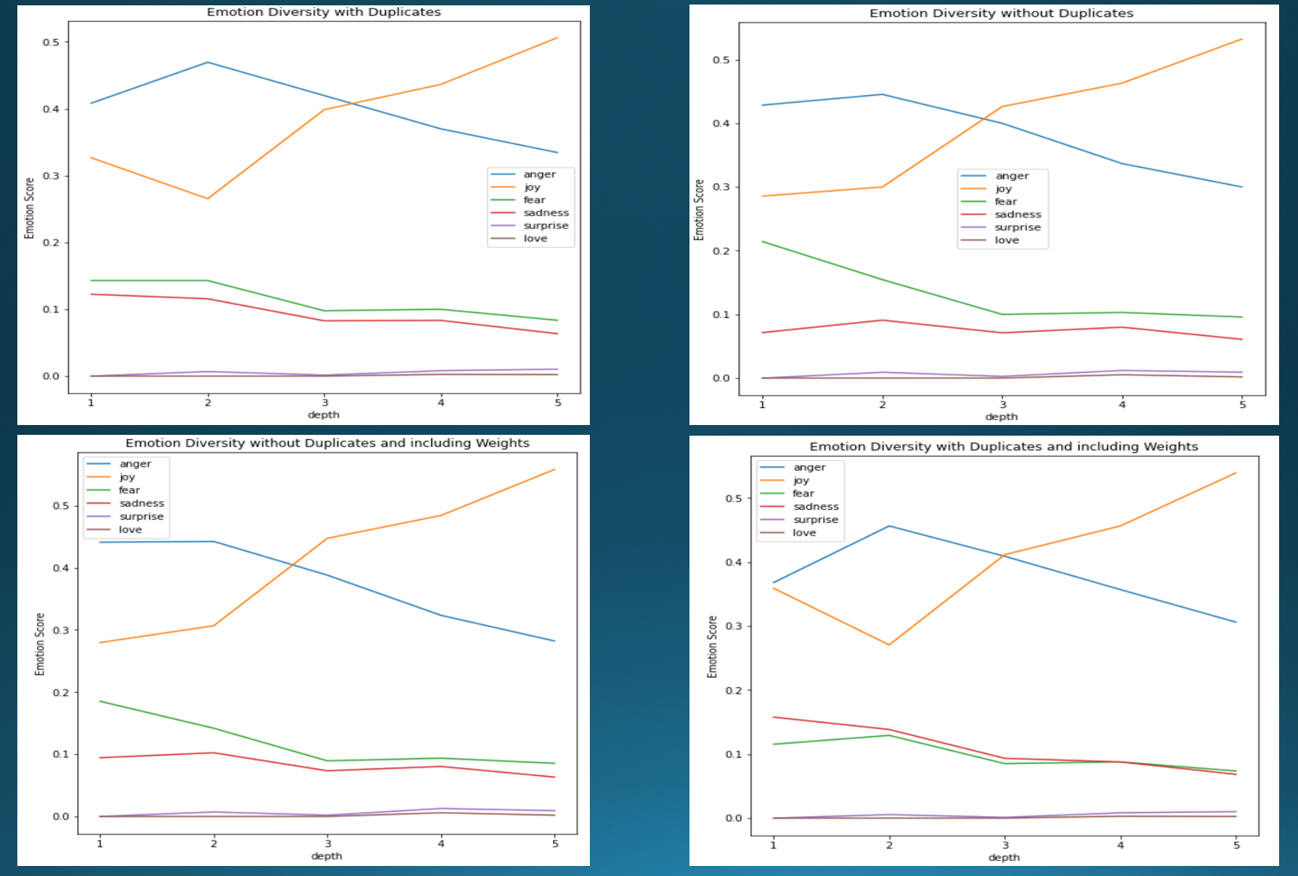 Emotion Diversity with Duplicates
0.5
0.4
0.3
0.2
0.1
0.0
Emotion Score
anger
joy
fear
sadness
surprise
love
1 2 3 4 5
depth
Emotion Diversity without Duplicates
0.5
0.4
0.3
0.2
0.1
0.0
Emotion Score
anger
joy
fear
sadness
surprise
love
1 2 3 4 5
depth
Emotion Diversity without Duplicates and including Weights
anger
joy
fear
sadness
surprise
love
0.5
0.4
0.3
0.2
0.1
0.0
Emotion Score
1 2 3 4 5
depth
Emotion Diversity with Duplicates and including Weights
anger
joy
fear
sadness
surprise
love
0.5
0.4
0.3
0.2
0.1
0.0
Emotion Score
1 2 3 4 5
depth